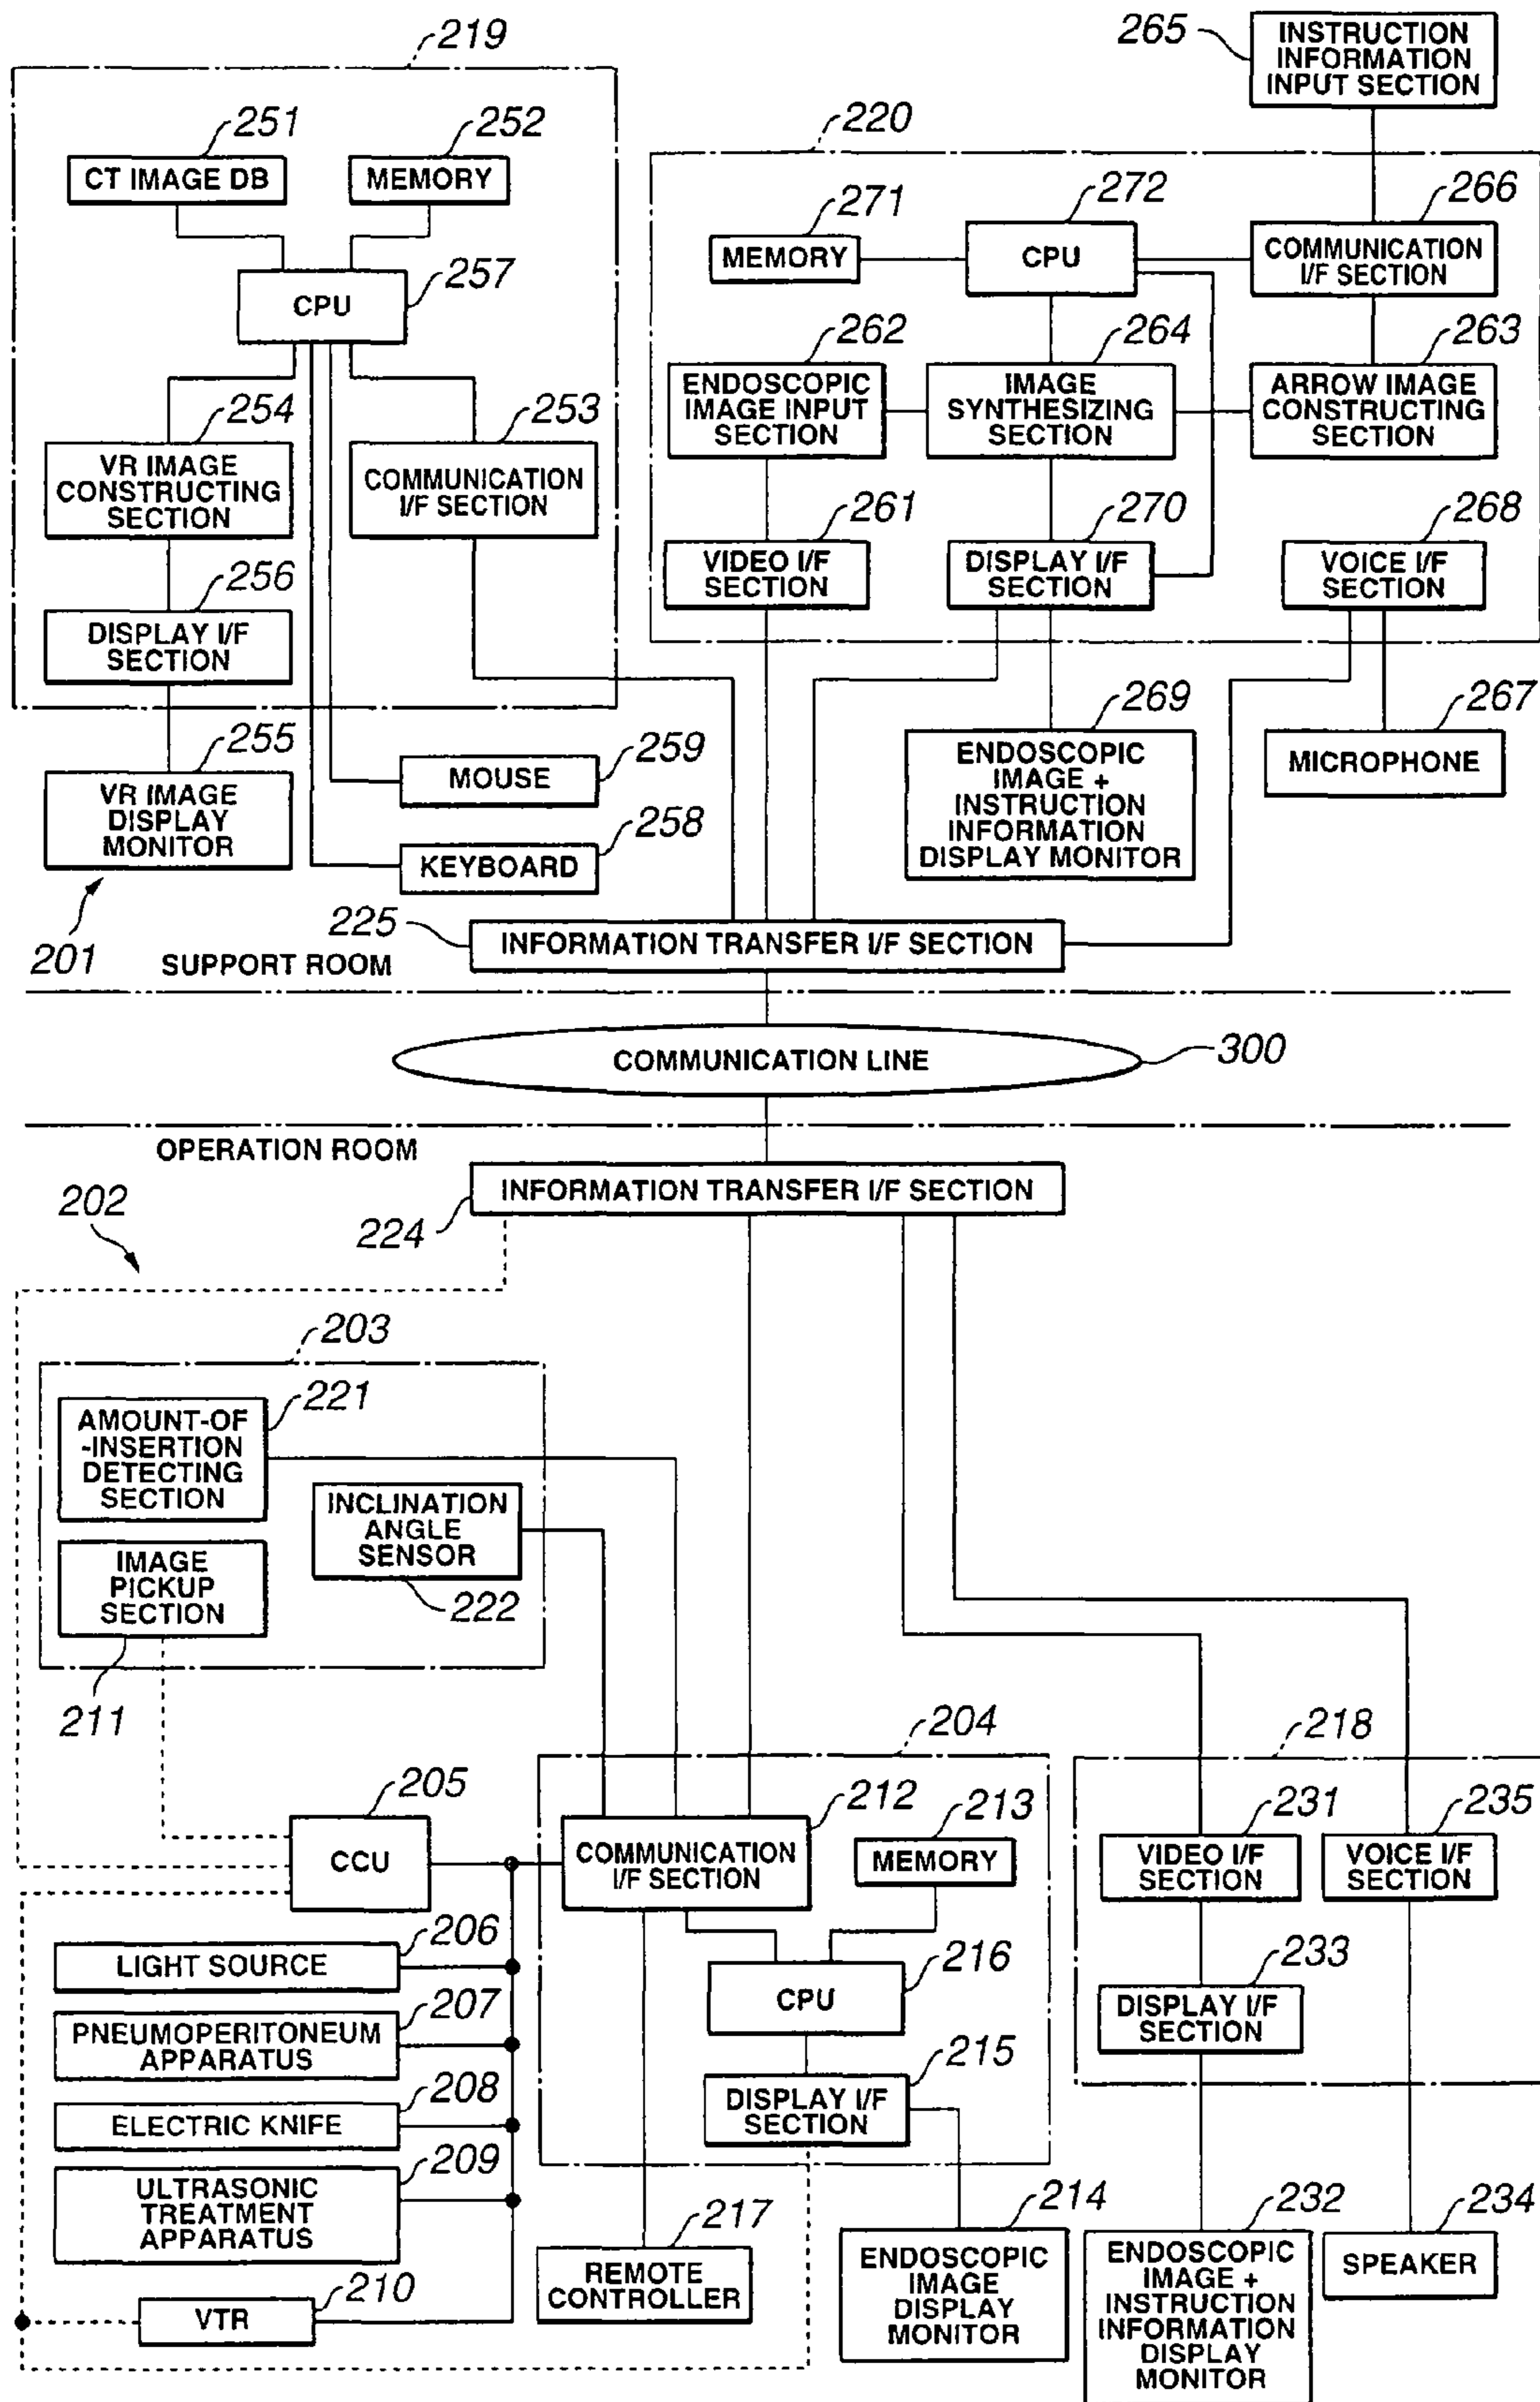 219
265
INSTRUCTION
INFORMATION
INPUT SECTION
251
252
CT IMAGE DB
MEMORY
257
CPU
254
VR IMAGE
CONSTRUCTING
SECTION
253
COMMUNICATION
I/F SECTION
256
DISPLAY I/F
SECTION
255
VR IMAGE
DISPLAY
MONITOR
259
MOUSE
258
KEYBOARD
201
220
271
MEMORY
272
CPU
266
COMMUNICATION
I/F SECTION
262
ENDOSCOPIC
IMAGE INPUT
SECTION
264
IMAGE
SYNTHESIZING
SECTION
263
ARROW IMAGE
CONSTRUCTING
SECTION
261
VIDEO I/F
SECTION
270
DISPLAY I/F
SECTION
268
VOICE I/F
SECTION
269
ENDOSCOPIC
IMAGE +
INSTRUCTION
INFORMATION
DISPLAY MONITOR
267
MICROPHONE
225
INFORMATION TRANSFER I/F SECTION
SUPPORT ROOM
COMMUNICATION LINE
300
OPERATION ROOM
INFORMATION TRANSFER I/F SECTION
224
202
203
221
AMOUNT-OF
-INSERTION
DETECTING
SECTION
INCLINATION
ANGLE
SENSOR
222
IMAGE
PICKUP
SECTION
211
205
CCU
206
LIGHT SOURCE
207
PNEUMOPERITONEUM
APPARATUS
208
ELECTRIC KNIFE
209
ULTRASONIC
TREATMENT
APPARATUS
210
VTR
204
212
COMMUNICATION
I/F SECTION
213
MEMORY
216
CPU
215
DISPLAY I/F
SECTION
217
REMOTE
CONTROLLER
214
ENDOSCOPIC
IMAGE
DISPLAY
MONITOR
218
231
VIDEO I/F
SECTION
235
VOICE I/F
SECTION
233
DISPLAY I/F
SECTION
232
ENDOSCOPIC
IMAGE +
INSTRUCTION
INFORMATION
DISPLAY
MONITOR
234
SPEAKER